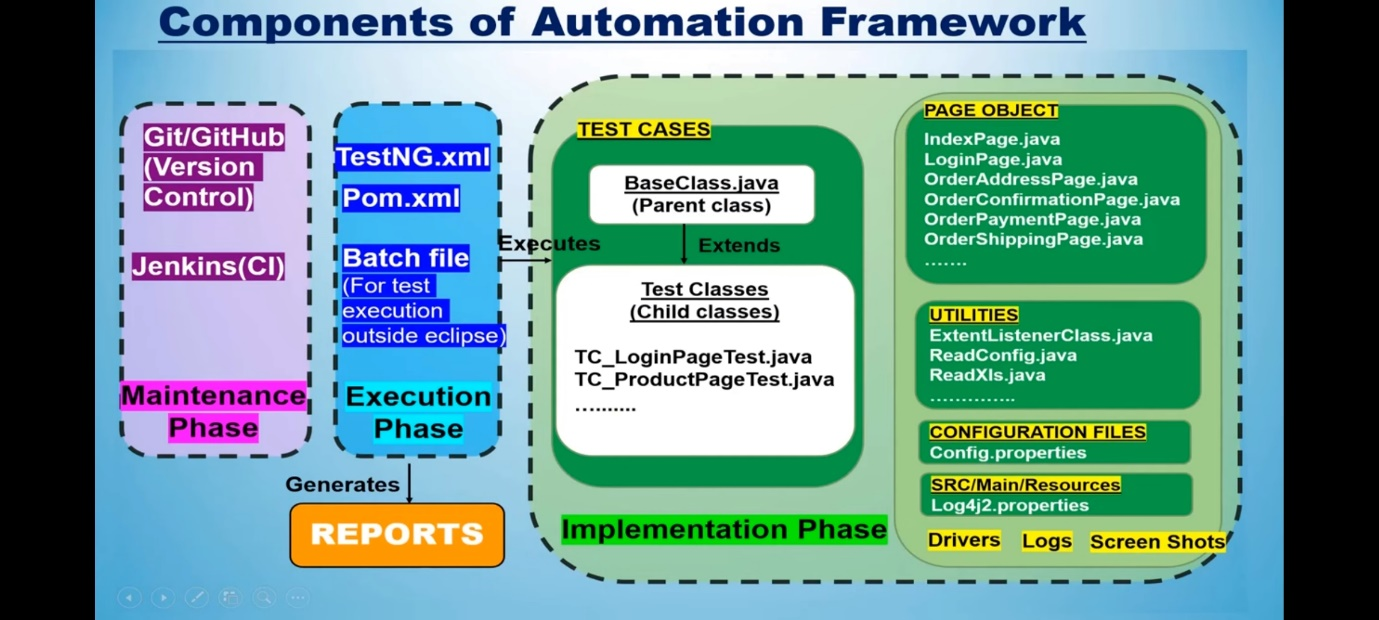 Components of Automation Framework
Git/GitHub
(Version
Control)
Jenkins(CI)
Maintenance
Phase
TestNG.xml
Pom.xml
Batch file
(For test
execution
outside eclipse)
Execution
Phase
Executes
Generates
REPORTS
TEST CASES
BaseClass.java
(Parent class)
Extends
Test Classes
(Child classes)
TC_LoginPageTest.java
TC_ProductPageTest.java
….......
Implementation Phase
PAGE OBJECT
IndexPage.java
LoginPage.java
OrderAddressPage.java
OrderConfirmationPage.java
OrderPaymentPage.java
OrderShippingPage.java
…….
UTILITIES
ExtentListenerClass.java
ReadConfig.java
ReadXls.java
…………..
CONFIGURATION FILES
Config.properties
SRC/Main/Resources
Log4j2.properties
Drivers Logs Screen Shots